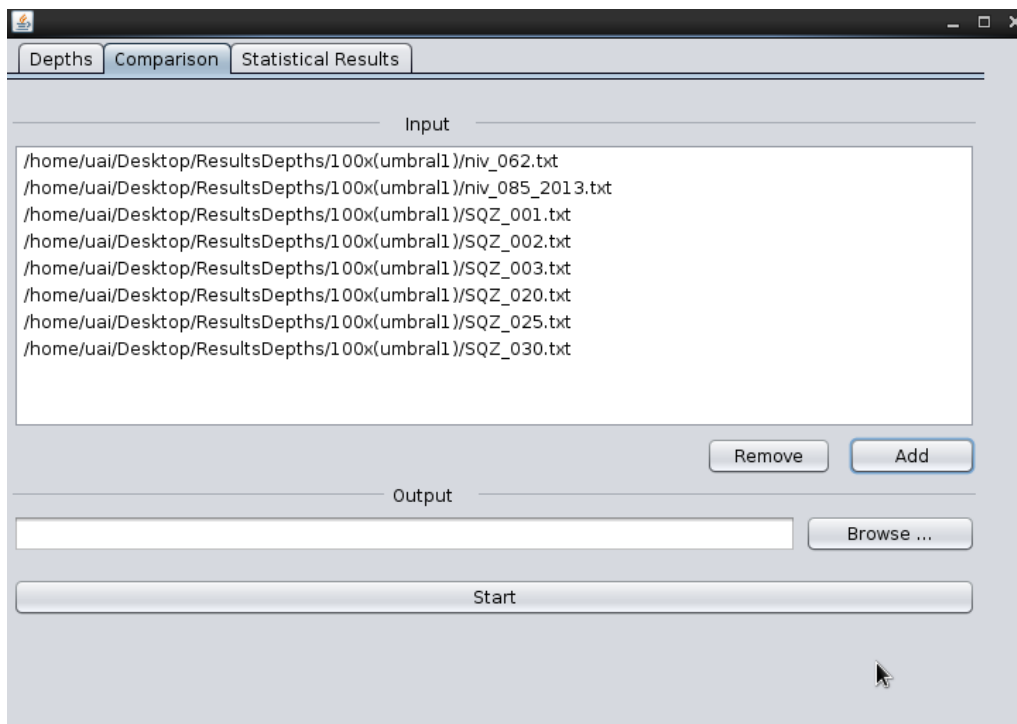 Depths Comparison Statistical Results
Input
/home/uai/Desktop/ResultsDepths/100x(umbral1)/niv_062.txt
/home/uai/Desktop/ResultsDepths/100x(umbral1)/niv_085_2013.txt
/home/uai/Desktop/ResultsDepths/100x(umbral1)/SQZ_001.txt
/home/uai/Desktop/ResultsDepths/100x(umbral1)/SQZ_002.txt
/home/uai/Desktop/ResultsDepths/100x(umbral1)/SQZ_003.txt
/home/uai/Desktop/ResultsDepths/100x(umbral1)/SQZ_020.txt
/home/uai/Desktop/ResultsDepths/100x(umbral1)/SQZ_025.txt
/home/uai/Desktop/ResultsDepths/100x(umbral1)/SQZ_030.txt
Remove Add
Output
Browse ...
Start